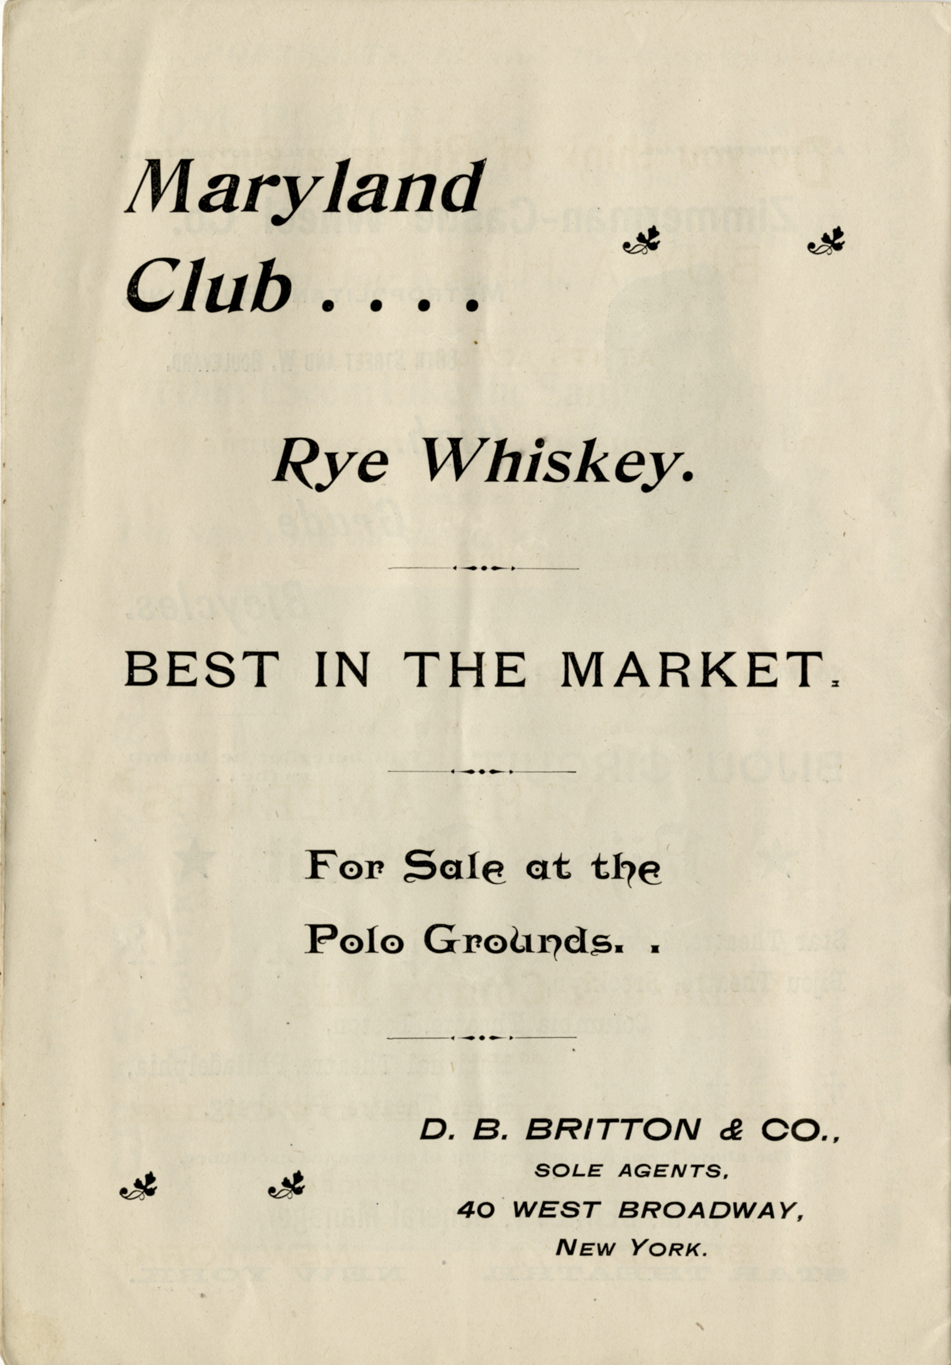 Maryland
Club . . . .
Rye Whiskey.
BEST IN THE MARKET.
For Sale at the
Polo Grounds. .
D. B. BRITTON & CO.,
SOLE AGENTS,
40 WEST BROADWAY,
NEW YORK.